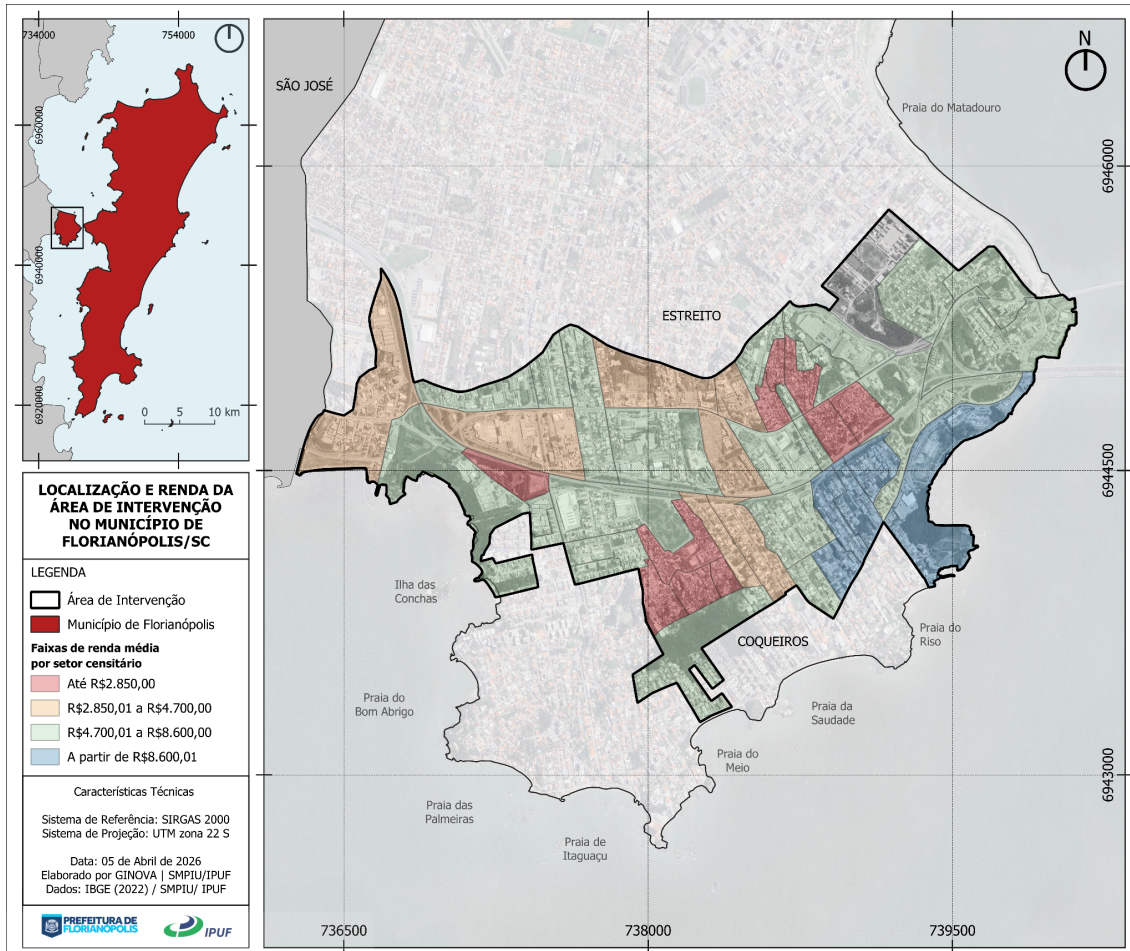 734000
754000
6960000
6940000
6920000
0 5 10 km
LOCALIZAÇÃO E RENDA DA
ÁREA DE INTERVENÇÃO
NO MUNICÍPIO DE
FLORIANÓPOLIS/SC
LEGENDA
Área de Intervenção
Município de Florianópolis
Faixas de renda média
por setor censitário
Até R$2.850,00
R$2.850,01 a R$4.700,00
R$4.700,01 a R$8.600,00
A partir de R$8.600,01
Características Técnicas
Sistema de Referência: SIRGAS 2000
Sistema de Projeção: UTM zona 22 S
Data: 05 de Abril de 2026
Elaborado por GINOVA | SMPIU/IPUF
Dados: IBGE (2022) / SMPIU/ IPUF
PREFEITURA DE
FLORIANÓPOLIS
IPUF
N
SÃO JOSÉ
Praia do Matadouro
6946000
ESTREITO
6944500
Ilha das
Conchas
COQUEIROS
Praia do
Riso
Praia do
Bom Abrigo
Praia da
Saudade
Praia do
Meio
6943000
Praia das
Palmeiras
Praia de
Itaguaçu
736500
738000
739500